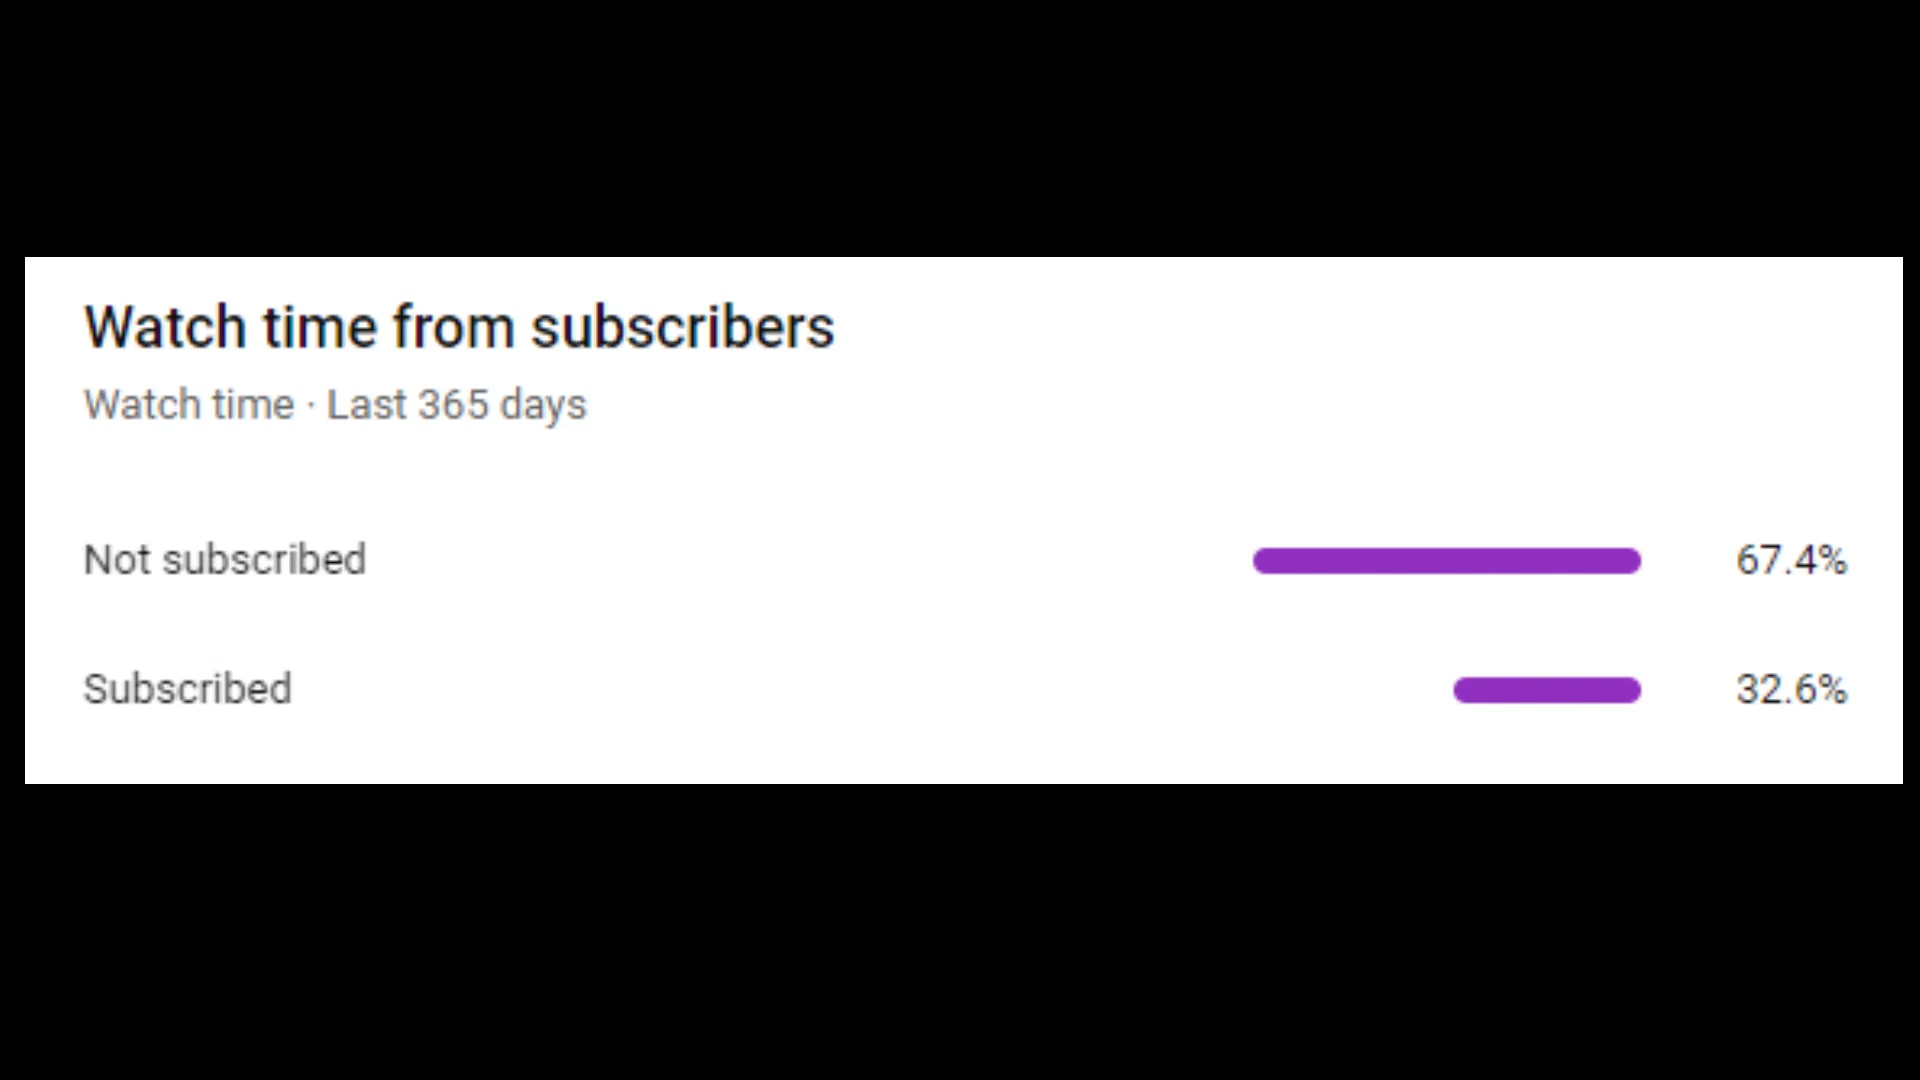 Watch time from subscribers
Watch time · Last 365 days
Not subscribed 67.4%
Subscribed 32.6%